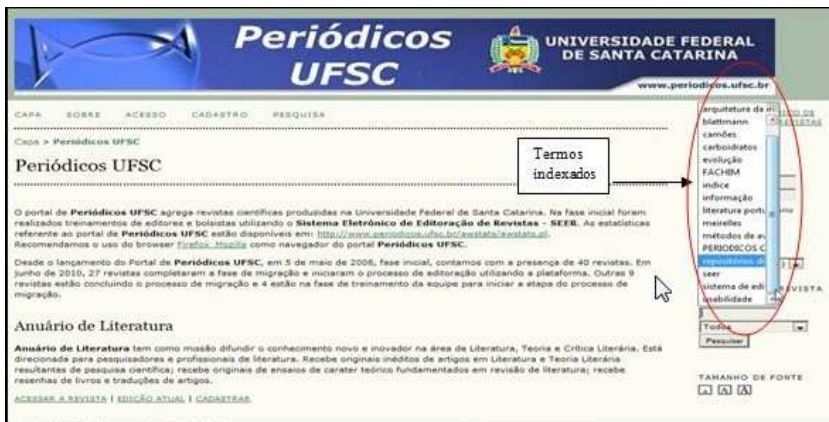 Periódicos
UFSC
UNIVERSIDADE FEDERAL
DE SANTA CATARINA
www.periodicos.ufsc.br
CAPA SOBRE ACESSO CADASTRO PESQUISA
Capa > Periódicos UFSC
Periódicos UFSC
O portal de Periódicos UFSC agrega revistas científicas produzidas na Universidade Federal de Santa Catarina. Na fase inicial foram
realizados treinamentos de editores e bolsistas utilizando o Sistema Eletrônico de Editoração de Revistas - SEER. As estatísticas
referente ao portal de Periódicos UFSC estão disponíveis em: http://www.periodicos.ufsc.br/awstats/awstats.pl.
Recomendamos o uso do browser Firefox Mozilla como navegador do portal Periódicos UFSC.
Desde o lançamento do Portal de Periódicos UFSC, em 5 de maio de 2008, fase inicial, contamos com a presença de 40 revistas. Em
junho de 2010, 27 revistas completaram a fase de migração e iniciaram o processo de editoração utilizando a plataforma. Outras 9
revistas estão concluindo o processo de migração e 4 estão na fase de treinamento da equipe para iniciar a etapa do processo de
migração.
Anuário de Literatura
Anuário de Literatura tem como missão difundir o conhecimento novo e inovador na área de Literatura, Teoria e Crítica Literária. Está
direcionada para pesquisadores e profissionais de literatura. Recebe originais inéditos de artigos em Literatura e Teoria Literária
resultantes de pesquisa científica; recebe originais de ensaios de carater teórico fundamentados em revisão de literatura; recebe
resenhas de livros e traduções de artigos.
ACESSAR A REVISTA | EDIÇÃO ATUAL | CADASTRAR
Termos
indexados
arquitetura da in
blattmann
camões
carboidratos
evolução
FACHIM
indice
informação
literatura portu
meirelles
métodos de av
PERIODICOS C
repositórios di
seer
sistema de edi
usabilidade
DE
REVISTAS
REVISTA
Todos
Pesquisar
TAMANHO DE FONTE
A A A